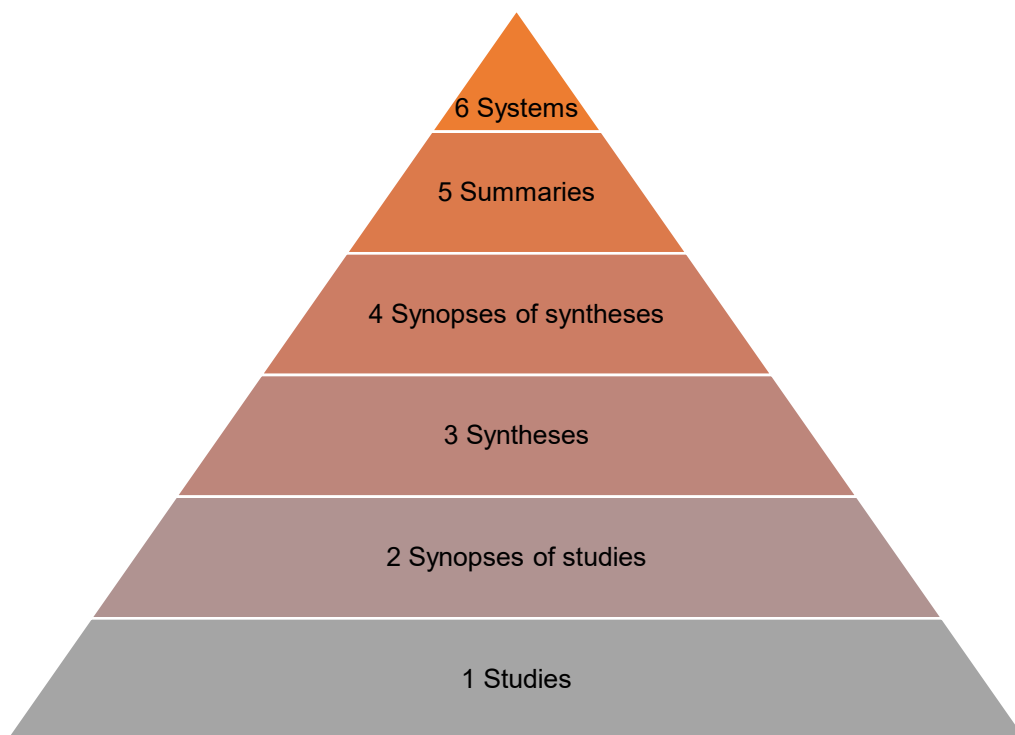 6 Systems
5 Summaries
4 Synopses of syntheses
3 Syntheses
2 Synopses of studies
1 Studies